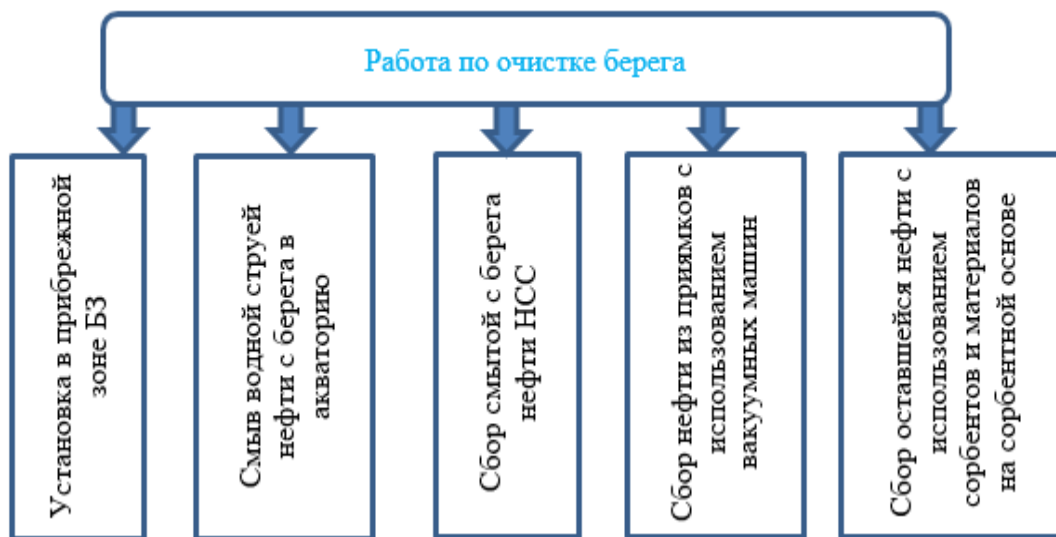 Работа по очистке берега
Установка в прибрежной
зоне БЗ
Смыв водной струей
нефти с берега в
акваторию
Сбор смытой с берега
нефти НСС
Сбор нефти из приямков с
использованием
вакуумных машин
Сбор оставшейся нефти с
использованием
сорбентов и материалов
на сорбентной основе